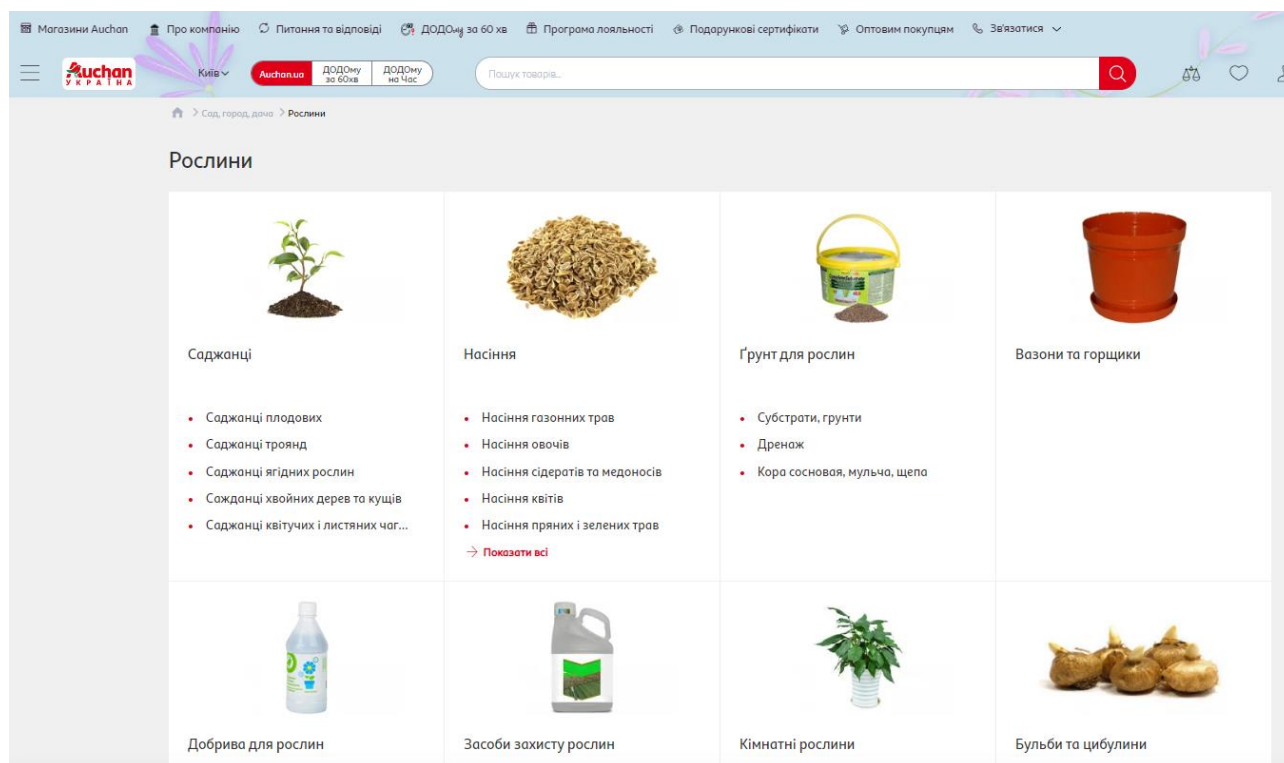 Магазини Auchan Про компанію Питання та відповіді ДОДОму за 60 хв Програма лояльності Подарункові сертифікати Оптовим покупцям Зв'язатися
Auchan
УКРАЇНА
Київ
Auchan.ua
ДОДОму
за 60хв
ДОДОму
на Час
Пошук товарів...
Сад, город, дача > Рослини
Рослини
Саджанці
• Саджанці плодових
• Саджанці троянд
• Саджанці ягідних рослин
• Сажданці хвойних дерев та кущів
• Саджанці квітучих і листяних чаг...
Насіння
• Насіння газонних трав
• Насіння овочів
• Насіння сідератів та медоносів
• Насіння квітів
• Насіння пряних і зелених трав
→ Показати всі
Ґрунт для рослин
• Субстрати, грунти
• Дренаж
• Кора сосновая, мульча, щепа
Вазони та горщики
Добрива для рослин
Засоби захисту рослин
Кімнатні рослини
Бульби та цибулини